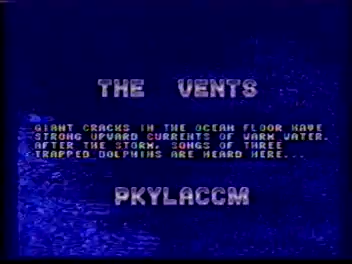 THE VENTS
GIANT CRACKS IN THE OCEAN FLOOR HAVE
STRONG UPWARD CURRENTS OF WARM WATER.
AFTER THE STORM, SONGS OF THREE
TRAPPED DOLPHINS ARE HEARD HERE...
PKYLACCM